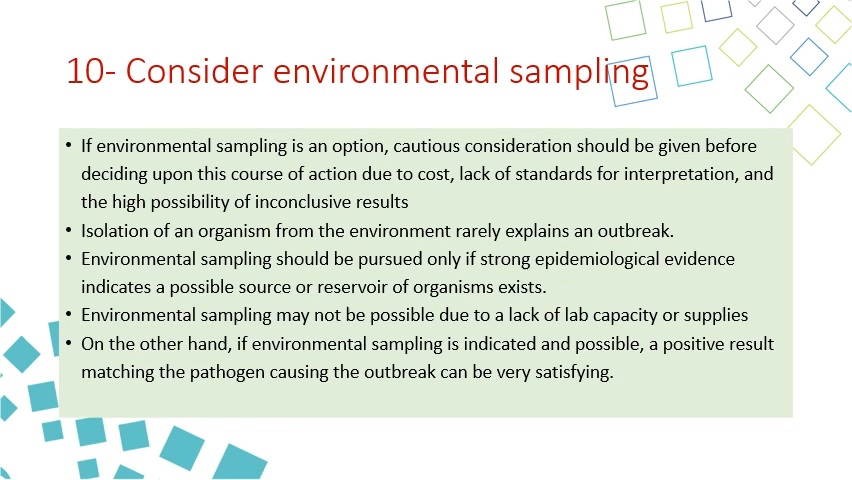 10- Consider environmental sampling
• If environmental sampling is an option, cautious consideration should be given before
deciding upon this course of action due to cost, lack of standards for interpretation, and
the high possibility of inconclusive results
• Isolation of an organism from the environment rarely explains an outbreak.
• Environmental sampling should be pursued only if strong epidemiological evidence
indicates a possible source or reservoir of organisms exists.
• Environmental sampling may not be possible due to a lack of lab capacity or supplies
• On the other hand, if environmental sampling is indicated and possible, a positive result
matching the pathogen causing the outbreak can be very satisfying.